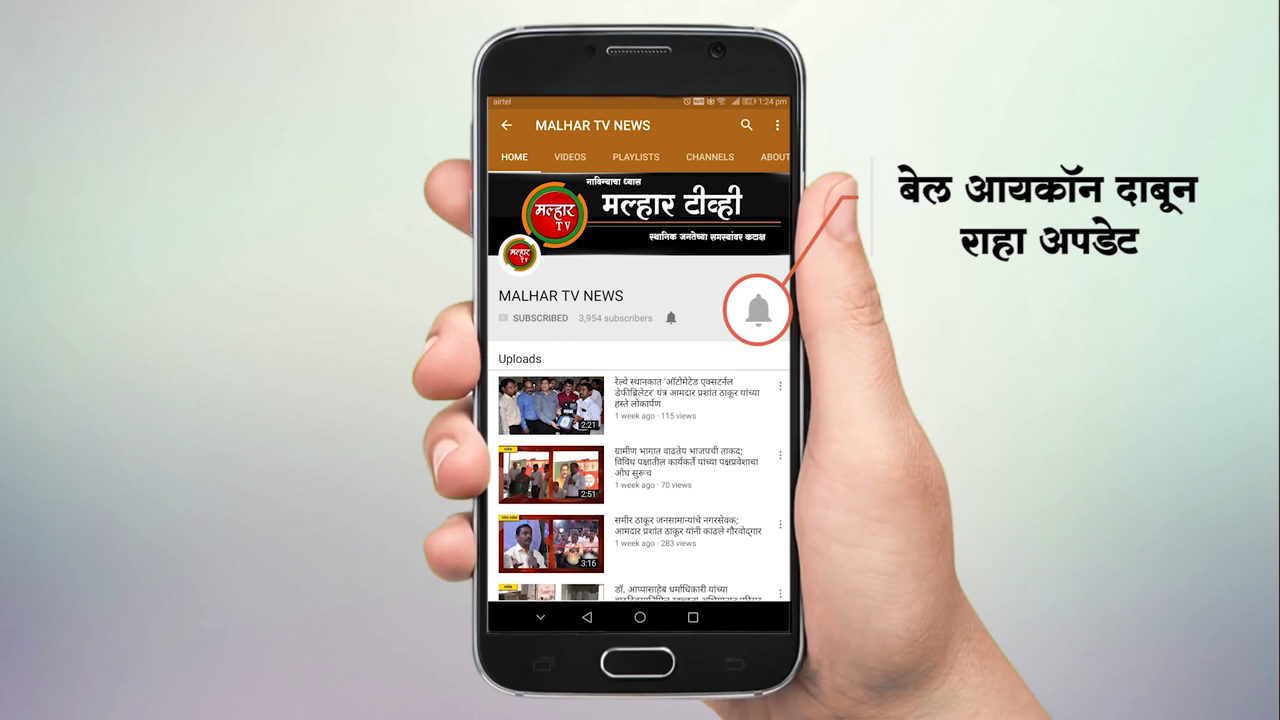 airtel
1:24 pm
MALHAR TV NEWS
HOME VIDEOS PLAYLISTS CHANNELS ABOUT
नाविन्याचा ध्यास
मल्हार टीव्ही
स्थानिक जनतेच्या समस्यांवर कटाक्ष
मल्हार
TV
मल्हार
TV
बेल आयकॉन दाबून
राहा अपडेट
MALHAR TV NEWS
SUBSCRIBED 3,954 subscribers
Uploads
रेल्वे स्थानकात 'ऑटोमेटेड एक्सटर्नल
डेफीब्रिलेटर' यंत्र आमदार प्रशांत ठाकूर यांच्या
हस्ते लोकार्पण
1 week ago · 115 views
2:21
ग्रामीण भागात वाढतेय भाजपची ताकद;
विविध पक्षातील कार्यकर्ते यांच्या पक्षप्रवेशाचा
ओघ सुरूच
1 week ago · 70 views
2:51
समीर ठाकूर जनसामान्यांचे नगरसेवक;
आमदार प्रशांत ठाकूर यांनी काढले गौरवोद्गार
1 week ago · 283 views
3:16
डॉ. आप्पासाहेब धर्माधिकारी यांच्या